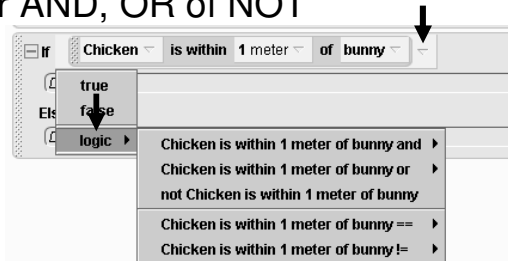 r AND, OR or NOT
If Chicken is within 1 meter of bunny
true
Els false
logic
Chicken is within 1 meter of bunny and
Chicken is within 1 meter of bunny or
not Chicken is within 1 meter of bunny
Chicken is within 1 meter of bunny ==
Chicken is within 1 meter of bunny !=